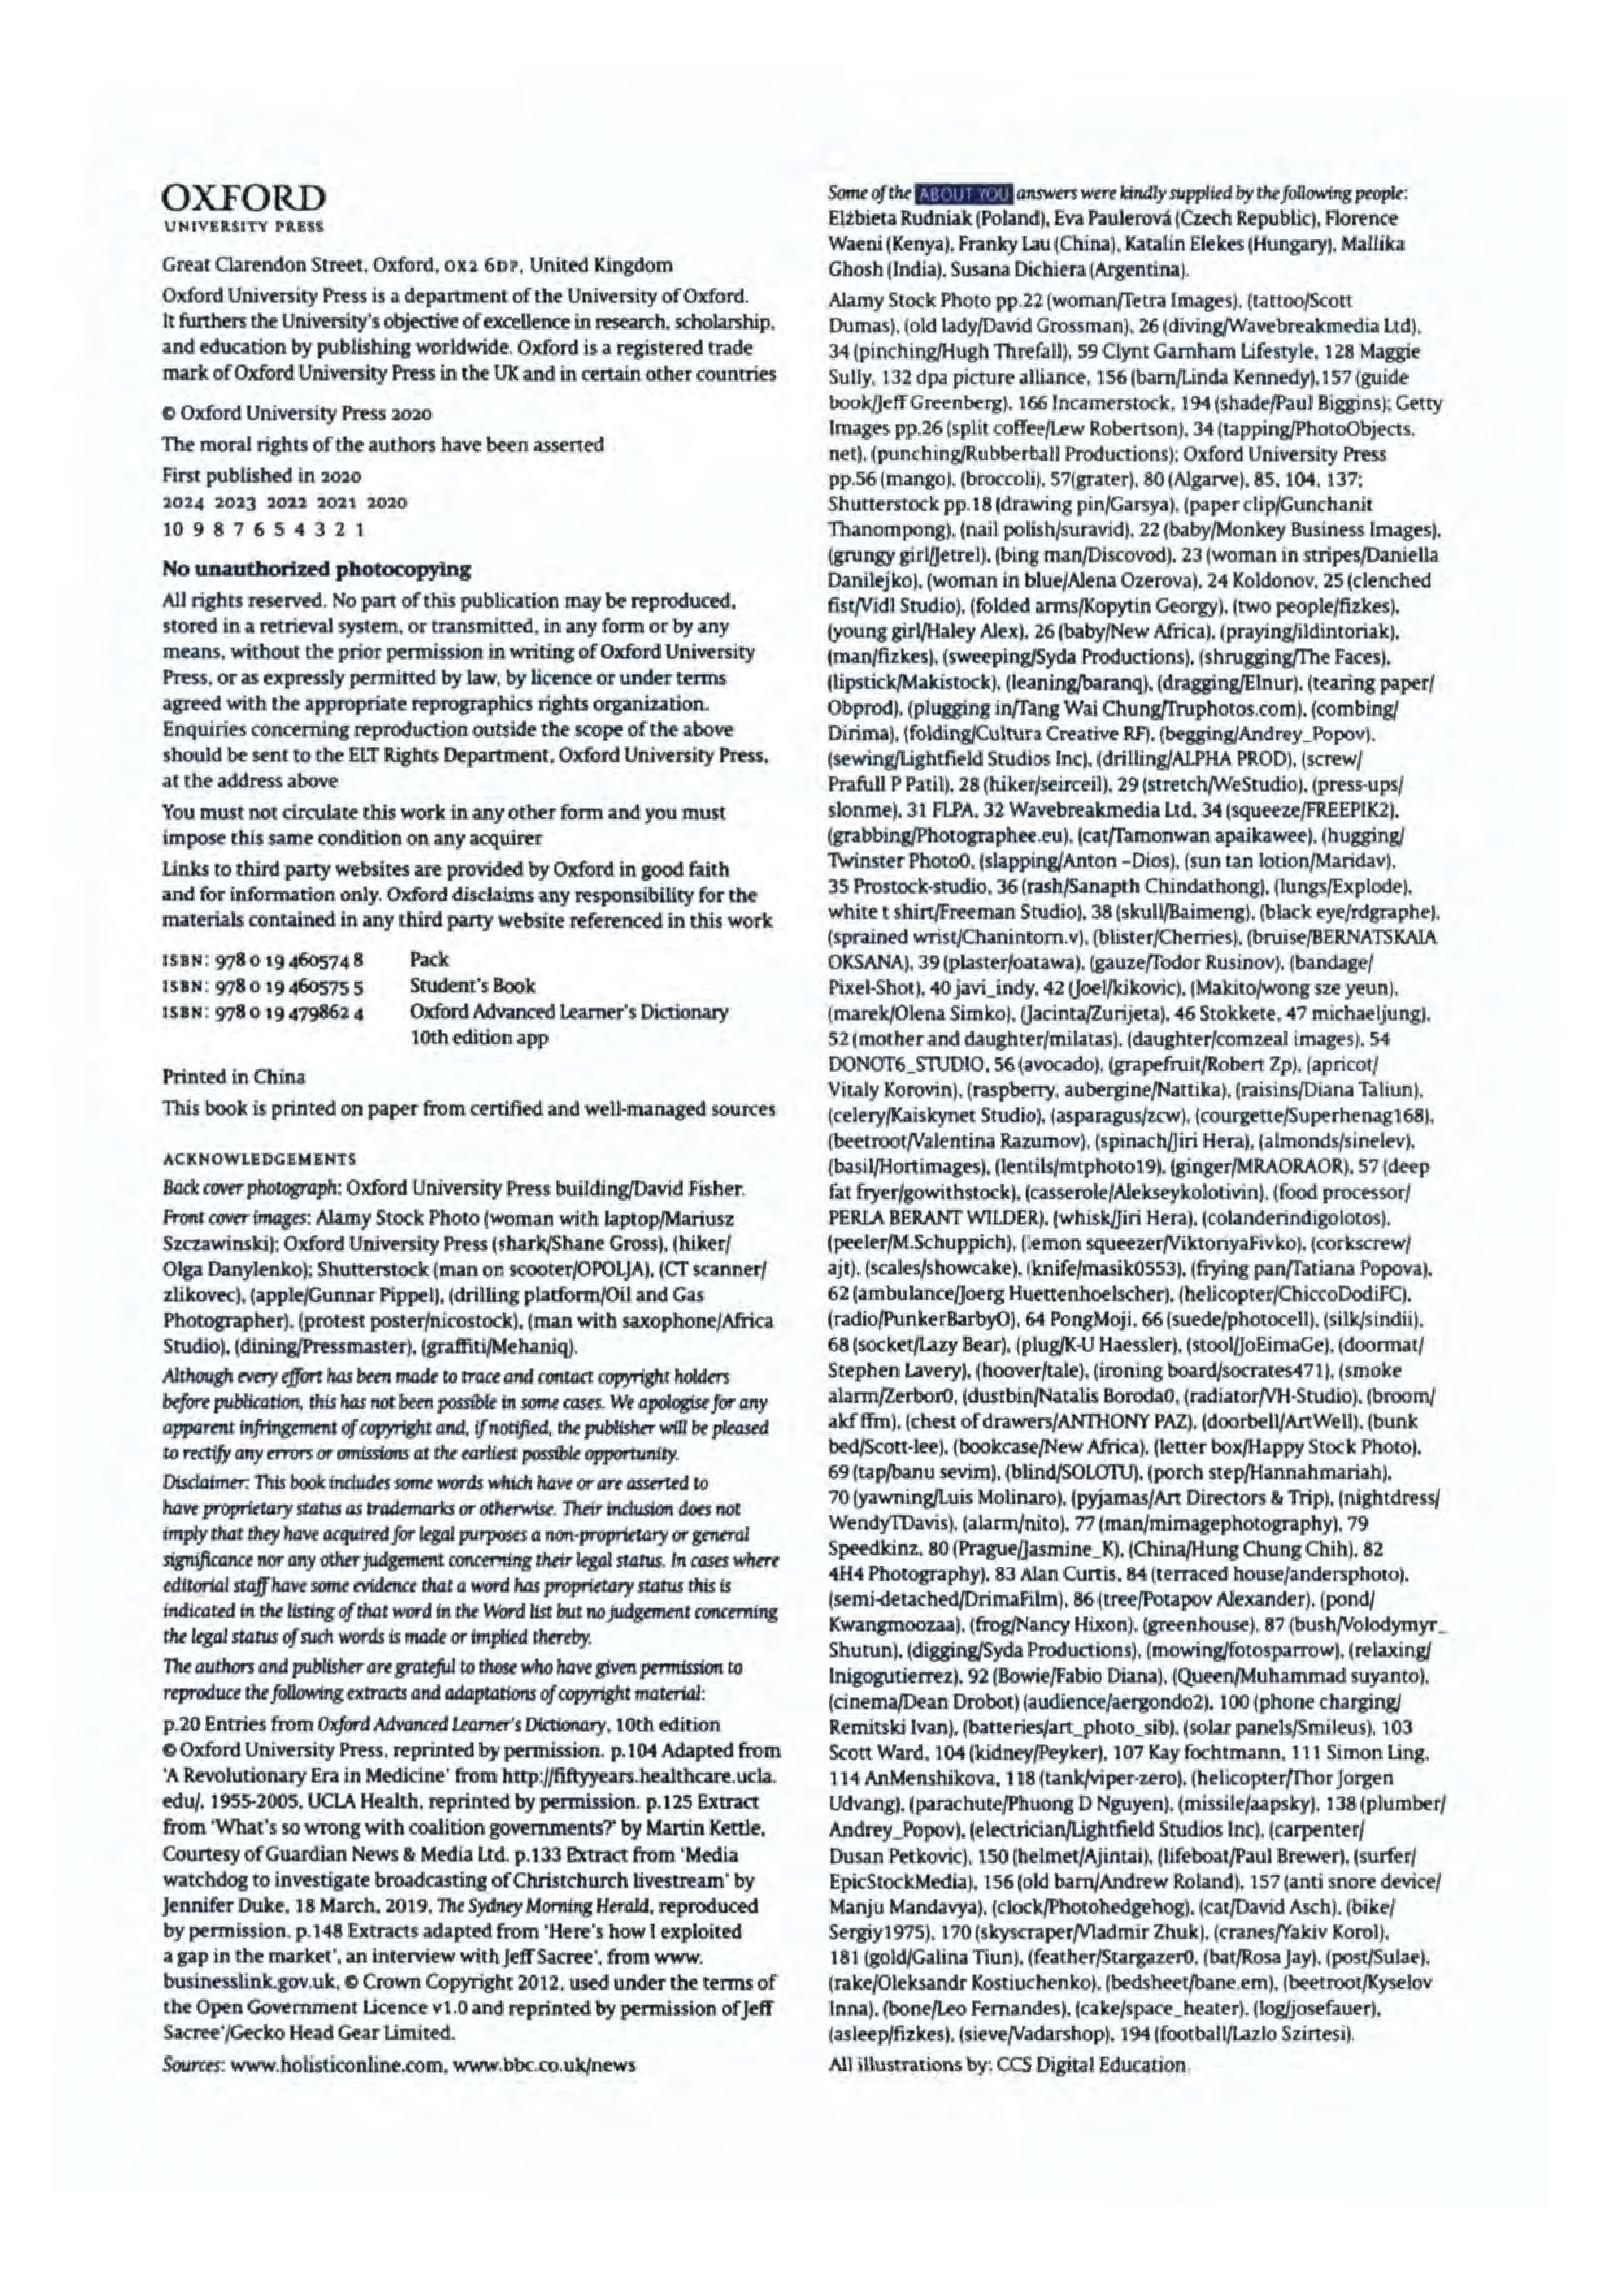 OXFORD
UNIVERSITY PRESS
Great Clarendon Street, Oxford, OX2 6DP, United Kingdom
Oxford University Press is a department of the University of Oxford.
It furthers the University's objective of excellence in research, scholarship,
and education by publishing worldwide. Oxford is a registered trade
mark of Oxford University Press in the UK and in certain other countries
© Oxford University Press 2020
The moral rights of the authors have been asserted
First published in 2020
2024 2023 2022 2021 2020
10 9 8 7 6 5 4 3 2 1
No unauthorized photocopying
All rights reserved. No part of this publication may be reproduced,
stored in a retrieval system, or transmitted, in any form or by any
means, without the prior permission in writing of Oxford University
Press, or as expressly permitted by law, by licence or under terms
agreed with the appropriate reprographics rights organization.
Enquiries concerning reproduction outside the scope of the above
should be sent to the ELT Rights Department, Oxford University Press,
at the address above
You must not circulate this work in any other form and you must
impose this same condition on any acquirer
Links to third party websites are provided by Oxford in good faith
and for information only. Oxford disclaims any responsibility for the
materials contained in any third party website referenced in this work
ISBN: 978 0 19 460574 8 Pack
ISBN: 978 0 19 460575 5 Student's Book
ISBN: 978 0 19 479862 4 Oxford Advanced Learner's Dictionary
10th edition app
Printed in China
This book is printed on paper from certified and well-managed sources
ACKNOWLEDGEMENTS
Back cover photograph: Oxford University Press building/David Fisher.
Front cover images: Alamy Stock Photo (woman with laptop/Mariusz
Szczawinski); Oxford University Press (shark/Shane Gross), (hiker/
Olga Danylenko); Shutterstock (man on scooter/OPOLJA), (CT scanner/
zlikovec), (apple/Gunnar Pippel), (drilling platform/Oil and Gas
Photographer), (protest poster/nicostock), (man with saxophone/Africa
Studio), (dining/Pressmaster), (graffiti/Mehaniq).
Although every effort has been made to trace and contact copyright holders
before publication, this has not been possible in some cases. We apologise for any
apparent infringement of copyright and, if notified, the publisher will be pleased
to rectify any errors or omissions at the earliest possible opportunity.
Disclaimer: This book includes some words which have or are asserted to
have proprietary status as trademarks or otherwise. Their inclusion does not
imply that they have acquired for legal purposes a non-proprietary or general
significance nor any other judgement concerning their legal status. In cases where
editorial staff have some evidence that a word has proprietary status this is
indicated in the listing of that word in the Word list but no judgement concerning
the legal status of such words is made or implied thereby.
The authors and publisher are grateful to those who have given permission to
reproduce the following extracts and adaptations of copyright material:
p.20 Entries from Oxford Advanced Learner's Dictionary, 10th edition
© Oxford University Press, reprinted by permission. p.104 Adapted from
'A Revolutionary Era in Medicine' from http://fiftyyears.healthcare.ucla.
edu/, 1955-2005, UCLA Health, reprinted by permission. p.125 Extract
from 'What's so wrong with coalition governments?' by Martin Kettle,
Courtesy of Guardian News & Media Ltd. p.133 Extract from 'Media
watchdog to investigate broadcasting of Christchurch livestream' by
Jennifer Duke, 18 March, 2019, The Sydney Morning Herald, reproduced
by permission. p.148 Extracts adapted from 'Here's how I exploited
a gap in the market', an interview with Jeff Sacree', from www.
businesslink.gov.uk, © Crown Copyright 2012, used under the terms of
the Open Government Licence v1.0 and reprinted by permission of Jeff
Sacree'/Gecko Head Gear Limited.
Sources: www.holisticonline.com, www.bbc.co.uk/news
Some of the ABOUT YOU answers were kindly supplied by the following people:
Elżbieta Rudniak (Poland), Eva Paulerová (Czech Republic), Florence
Waeni (Kenya), Franky Lau (China), Katalin Elekes (Hungary), Mallika
Ghosh (India), Susana Dichiera (Argentina).
Alamy Stock Photo pp.22 (woman/Tetra Images), (tattoo/Scott
Dumas), (old lady/David Grossman), 26 (diving/Wavebreakmedia Ltd),
34 (pinching/Hugh Threfall), 59 Clynt Garnham Lifestyle, 128 Maggie
Sully, 132 dpa picture alliance, 156 (barn/Linda Kennedy),157 (guide
book/Jeff Greenberg), 166 Incamerstock, 194 (shade/Paul Biggins); Getty
Images pp.26 (split coffee/Lew Robertson), 34 (tapping/PhotoObjects.
net), (punching/Rubberball Productions); Oxford University Press
pp.56 (mango), (broccoli), 57(grater), 80 (Algarve), 85, 104, 137;
Shutterstock pp.18 (drawing pin/Garsya), (paper clip/Gunchanit
Thanompong), (nail polish/suravid), 22 (baby/Monkey Business Images),
(grungy girl/Jetrel), (bing man/Discovod), 23 (woman in stripes/Daniella
Danilejko), (woman in blue/Alena Ozerova), 24 Koldonov, 25 (clenched
fist/Vidl Studio), (folded arms/Kopytin Georgy), (two people/fizkes),
(young girl/Haley Alex), 26 (baby/New Africa), (praying/ildintoriak),
(man/fizkes), (sweeping/Syda Productions), (shrugging/The Faces),
(lipstick/Makistock), (leaning/baranq), (dragging/Elnur), (tearing paper/
Obprod), (plugging in/Tang Wai Chung/Truphotos.com), (combing/
Dirima), (folding/Cultura Creative RF), (begging/Andrey_Popov),
(sewing/Lightfield Studios Inc), (drilling/ALPHA PROD), (screw/
Prafull P Patil), 28 (hiker/seirceil), 29 (stretch/WeStudio), (press-ups/
slonme), 31 FLPA, 32 Wavebreakmedia Ltd, 34 (squeeze/FREEPIK2),
(grabbing/Photographee.eu), (cat/Tamonwan apaikawee), (hugging/
Twinster Photo0, (slapping/Anton –Dios), (sun tan lotion/Maridav),
35 Prostock-studio, 36 (rash/Sanapth Chindathong), (lungs/Explode),
white t shirt/Freeman Studio), 38 (skull/Baimeng), (black eye/rdgraphe),
(sprained wrist/Chanintorn.v), (blister/Cherries), (bruise/BERNATSKAIA
OKSANA), 39 (plaster/oatawa), (gauze/Todor Rusinov), (bandage/
Pixel-Shot), 40 javi_indy, 42 (Joel/kikovic), (Makito/wong sze yeun),
(marek/Olena Simko), (Jacinta/Zurijeta), 46 Stokkete, 47 michaeljung),
52 (mother and daughter/milatas), (daughter/comzeal images), 54
DONOT6_STUDIO, 56 (avocado), (grapefruit/Robert Zp), (apricot/
Vitaly Korovin), (raspberry, aubergine/Nattika), (raisins/Diana Taliun),
(celery/Kaiskynet Studio), (asparagus/zcw), (courgette/Superhenag168),
(beetroot/Valentina Razumov), (spinach/Jiri Hera), (almonds/sinelev),
(basil/Hortimages), (lentils/mtphoto19), (ginger/MRAORAOR), 57 (deep
fat fryer/gowithstock), (casserole/Alekseykolotivin), (food processor/
PERLA BERANT WILDER), (whisk/Jiri Hera), (colanderindigolotos),
(peeler/M.Schuppich), (lemon squeezer/ViktoriyaFivko), (corkscrew/
ajt), (scales/showcake), (knife/masik0553), (frying pan/Tatiana Popova),
62 (ambulance/Joerg Huettenhoelscher), (helicopter/ChiccoDodiFC),
(radio/PunkerBarbyO), 64 PongMoji, 66 (suede/photocell), (silk/sindii),
68 (socket/Lazy Bear), (plug/K-U Haessler), (stool/JoEimaGe), (doormat/
Stephen Lavery), (hoover/tale), (ironing board/socrates471), (smoke
alarm/Zerbor0, (dustbin/Natalis Boroda0, (radiator/VH-Studio), (broom/
akf ffm), (chest of drawers/ANTHONY PAZ), (doorbell/ArtWell), (bunk
bed/Scott-lee), (bookcase/New Africa), (letter box/Happy Stock Photo),
69 (tap/banu sevim), (blind/SOLOTU), (porch step/Hannahmariah),
70 (yawning/Luis Molinaro), (pyjamas/Art Directors & Trip), (nightdress/
WendyTDavis), (alarm/nito), 77 (man/mimagephotography), 79
Speedkinz, 80 (Prague/Jasmine_K), (China/Hung Chung Chih), 82
4H4 Photography), 83 Alan Curtis, 84 (terraced house/andersphoto),
(semi-detached/DrimaFilm), 86 (tree/Potapov Alexander), (pond/
Kwangmoozaa), (frog/Nancy Hixon), (greenhouse), 87 (bush/Volodymyr_
Shutun), (digging/Syda Productions), (mowing/fotosparrow), (relaxing/
Inigogutierrez), 92 (Bowie/Fabio Diana), (Queen/Muhammad suyanto),
(cinema/Dean Drobot) (audience/aergondo2), 100 (phone charging/
Remitski Ivan), (batteries/art_photo_sib), (solar panels/Smileus), 103
Scott Ward, 104 (kidney/Peyker), 107 Kay fochtmann, 111 Simon Ling,
114 AnMenshikova, 118 (tank/viper-zero), (helicopter/Thor Jorgen
Udvang), (parachute/Phuong D Nguyen), (missile/aapsky), 138 (plumber/
Andrey_Popov), (electrician/Lightfield Studios Inc), (carpenter/
Dusan Petkovic), 150 (helmet/Ajintai), (lifeboat/Paul Brewer), (surfer/
EpicStockMedia), 156 (old barn/Andrew Roland), 157 (anti snore device/
Manju Mandavya), (clock/Photohedgehog), (cat/David Asch), (bike/
Sergiy1975), 170 (skyscraper/Vladmir Zhuk), (cranes/Yakiv Korol),
181 (gold/Galina Tiun), (feather/Stargazer0, (bat/Rosa Jay), (post/Sulae),
(rake/Oleksandr Kostiuchenko), (bedsheet/bane.em), (beetroot/Kyselov
Inna), (bone/Leo Fernandes), (cake/space_heater), (log/josefauer),
(asleep/fizkes), (sieve/Vadarshop), 194 (football/Lazlo Szirtesi).
All illustrations by: CCS Digital Education